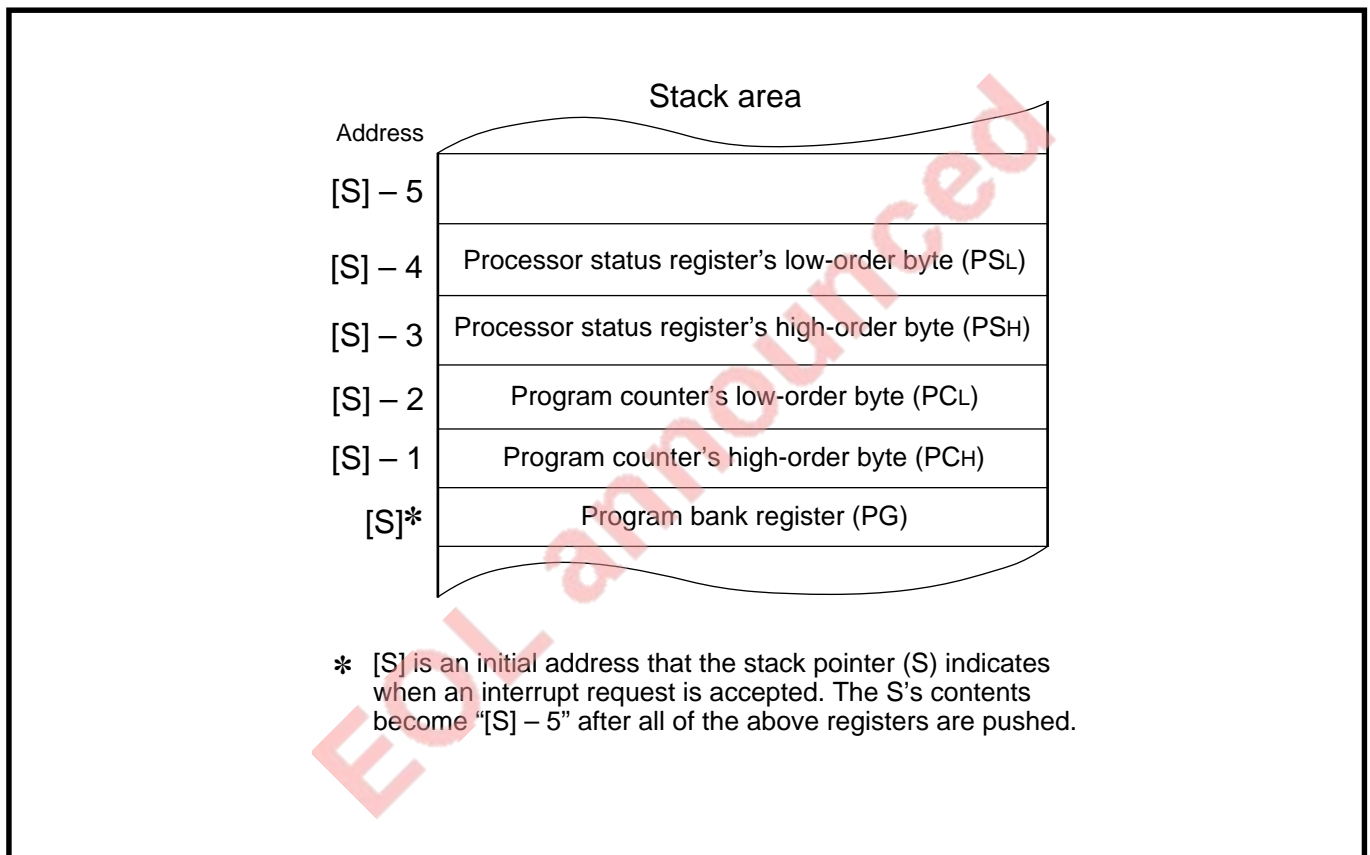 Stack area
Address
[S] – 5
[S] – 4 Processor status register’s low-order byte (PSL)
[S] – 3 Processor status register’s high-order byte (PSH)
[S] – 2 Program counter’s low-order byte (PCL)
[S] – 1 Program counter’s high-order byte (PCH)
[S]✽ Program bank register (PG)
✽ [S] is an initial address that the stack pointer (S) indicates
when an interrupt request is accepted. The S’s contents
become “[S] – 5” after all of the above registers are pushed.
EOL announced